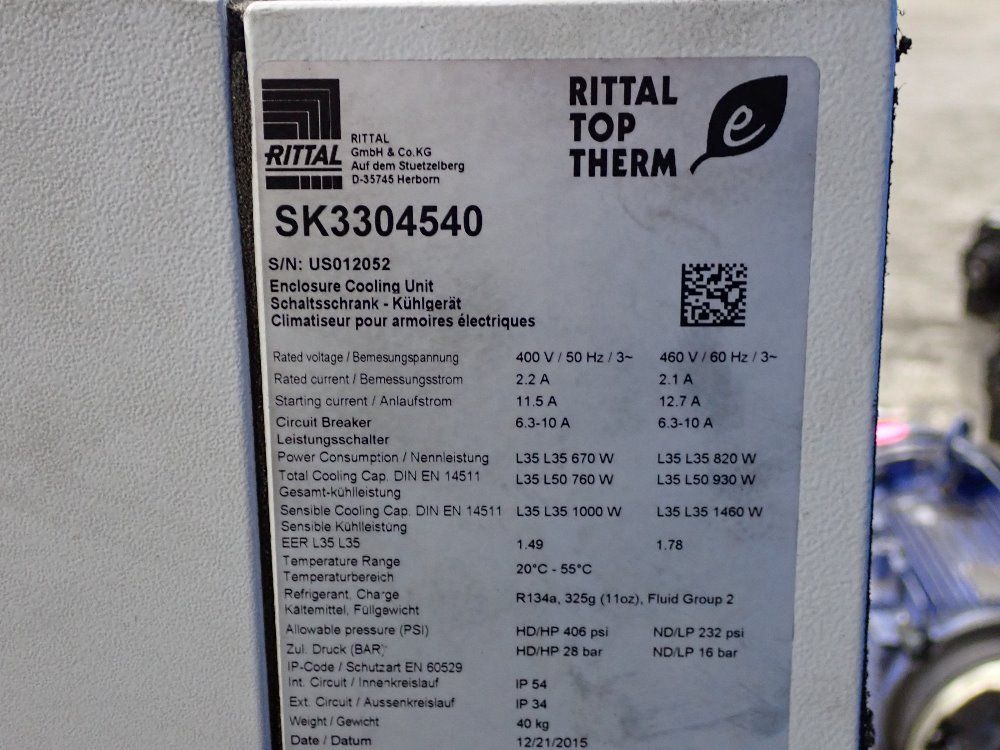 RITTAL
TOP
THERM
e
RITTAL
RITTAL
GmbH & Co.KG
Auf dem Stuetzelberg
D-35745 Herborn
SK3304540
S/N: US012052
Enclosure Cooling Unit
Schaltsschrank - Kühlgerät
Climatiseur pour armoires électriques
Rated voltage / Bemesungspannung 400 V / 50 Hz / 3~ 460 V / 60 Hz / 3~
Rated current / Bemessungsstrom 2.2 A 2.1 A
Starting current / Anlaufstrom 11.5 A 12.7 A
Circuit Breaker 6.3-10 A 6.3-10 A
Leistungsschalter
Power Consumption / Nennleistung L35 L35 670 W L35 L35 820 W
Total Cooling Cap. DIN EN 14511 L35 L50 760 W L35 L50 930 W
Gesamt-kühlleistung
Sensible Cooling Cap. DIN EN 14511 L35 L35 1000 W L35 L35 1460 W
Sensible Kühlleistung
EER L35 L35 1.49 1.78
Temperature Range 20°C - 55°C
Temperaturbereich
Refrigerant, Charge R134a, 325g (11oz), Fluid Group 2
Kältemittel, Füllgewicht
Allowable pressure (PSI) HD/HP 406 psi ND/LP 232 psi
Zul. Druck (BAR) HD/HP 28 bar ND/LP 16 bar
IP-Code / Schutzart EN 60529
Int. Circuit / Innenkreislauf IP 54
Ext. Circuit / Aussenkreislauf IP 34
Weight / Gewicht 40 kg
Date / Datum 12/21/2015